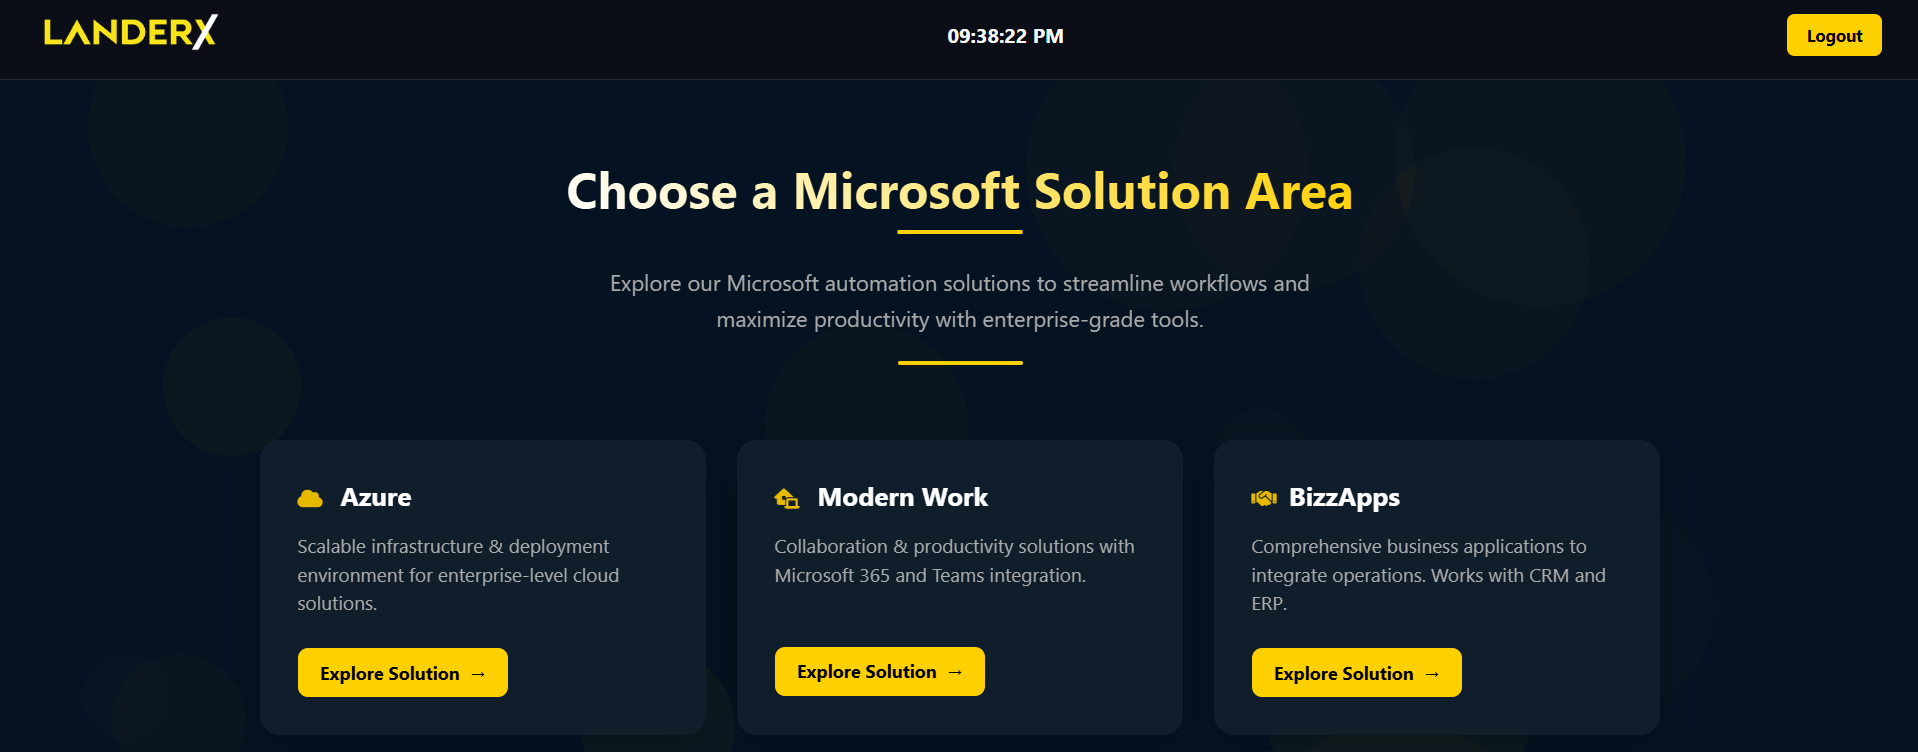 LANDERX
09:38:22 PM
Logout
Choose a Microsoft Solution Area
Explore our Microsoft automation solutions to streamline workflows and
maximize productivity with enterprise-grade tools.
Azure
Scalable infrastructure & deployment
environment for enterprise-level cloud
solutions.
Explore Solution →
Modern Work
Collaboration & productivity solutions with
Microsoft 365 and Teams integration.
Explore Solution →
BizzApps
Comprehensive business applications to
integrate operations. Works with CRM and
ERP.
Explore Solution →